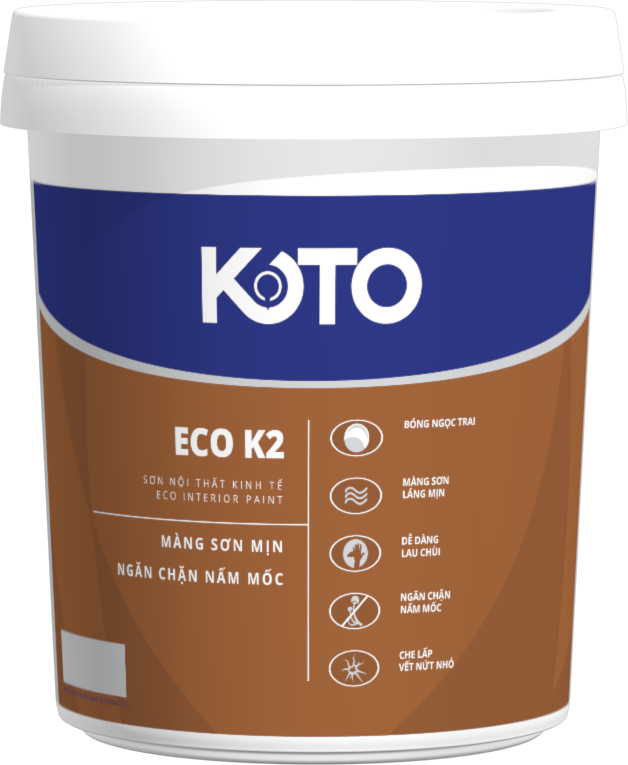 KOTO
ECO K2
SƠN NỘI THẤT KINH TẾ
ECO INTERIOR PAINT
MÀNG SƠN MỊN
NGĂN CHẶN NẤM MỐC
BÓNG NGỌC TRAI
MÀNG SƠN
LÁNG MỊN
DỄ DÀNG
LAU CHÙI
NGĂN CHẶN
NẤM MỐC
CHE LẤP
VẾT NỨT NHỎ